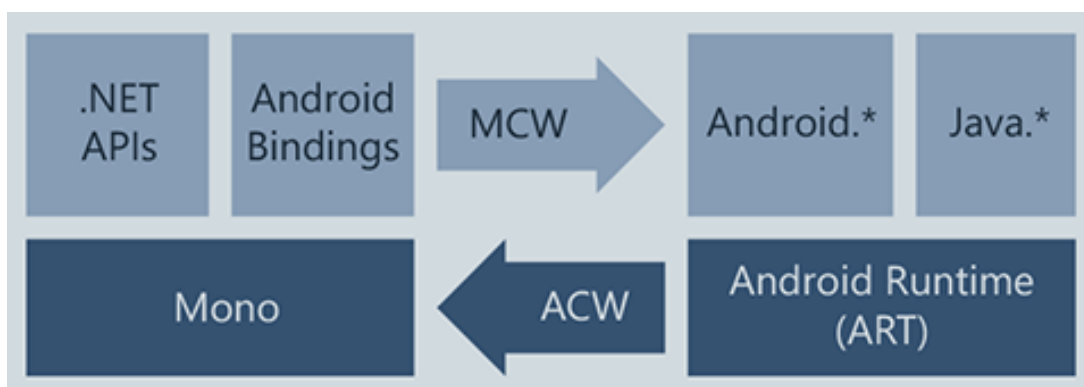 .NET
APIs
Android
Bindings
MCW
Android.*
Java.*
Mono
ACW
Android Runtime
(ART)